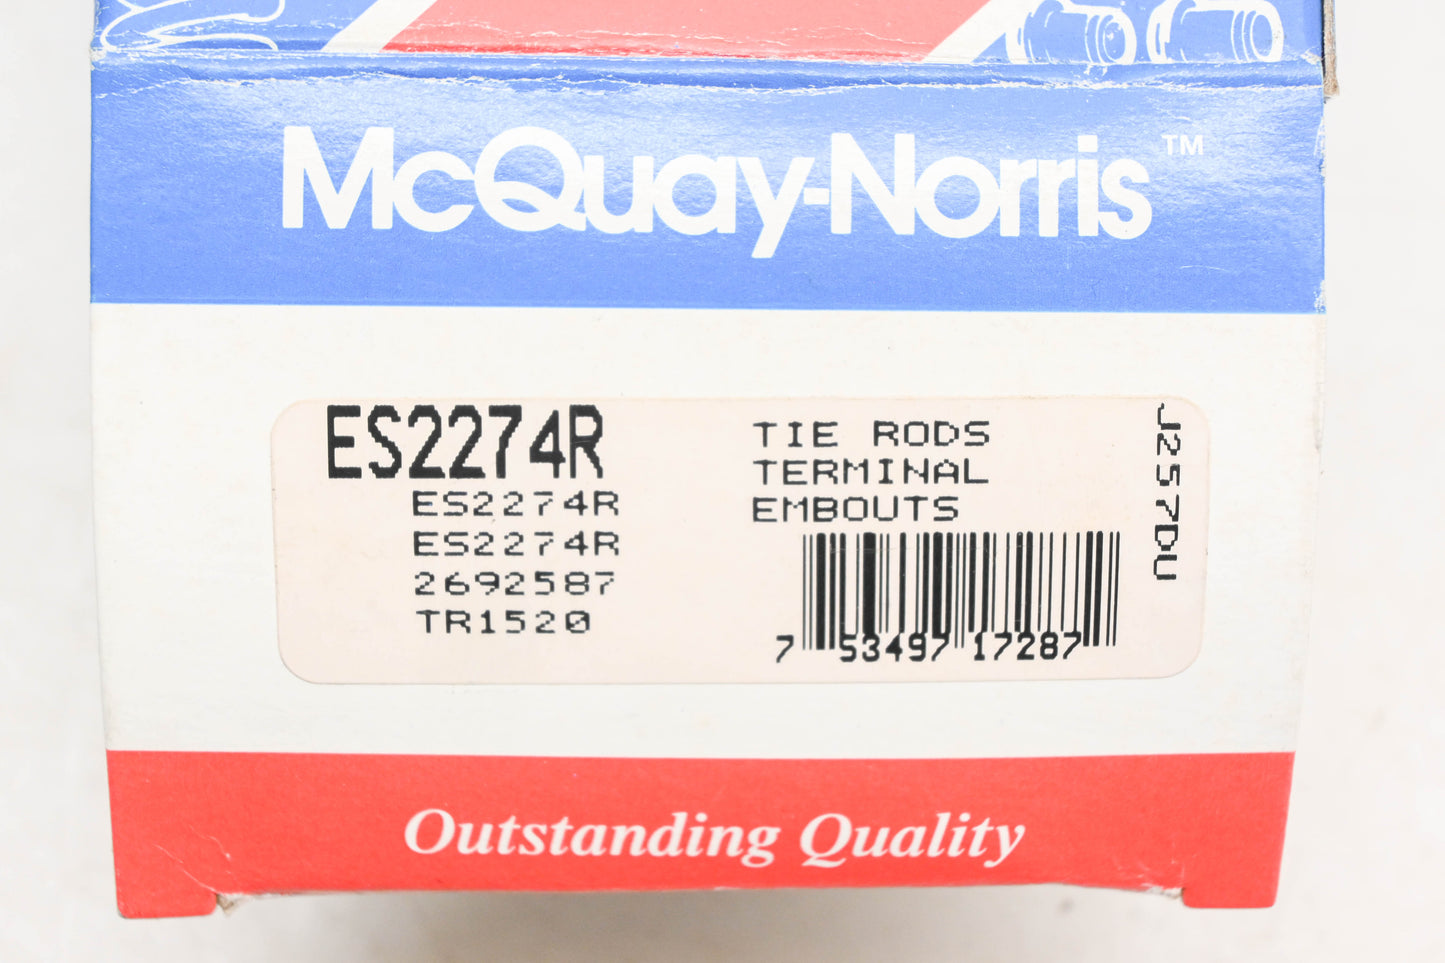 McQuay-Norris™
ES2274R
ES2274R
ES2274R
2692587
TR1520
TIE RODS
TERMINAL
EMBOUTS
7 53497 17287
J257DU
Outstanding Quality